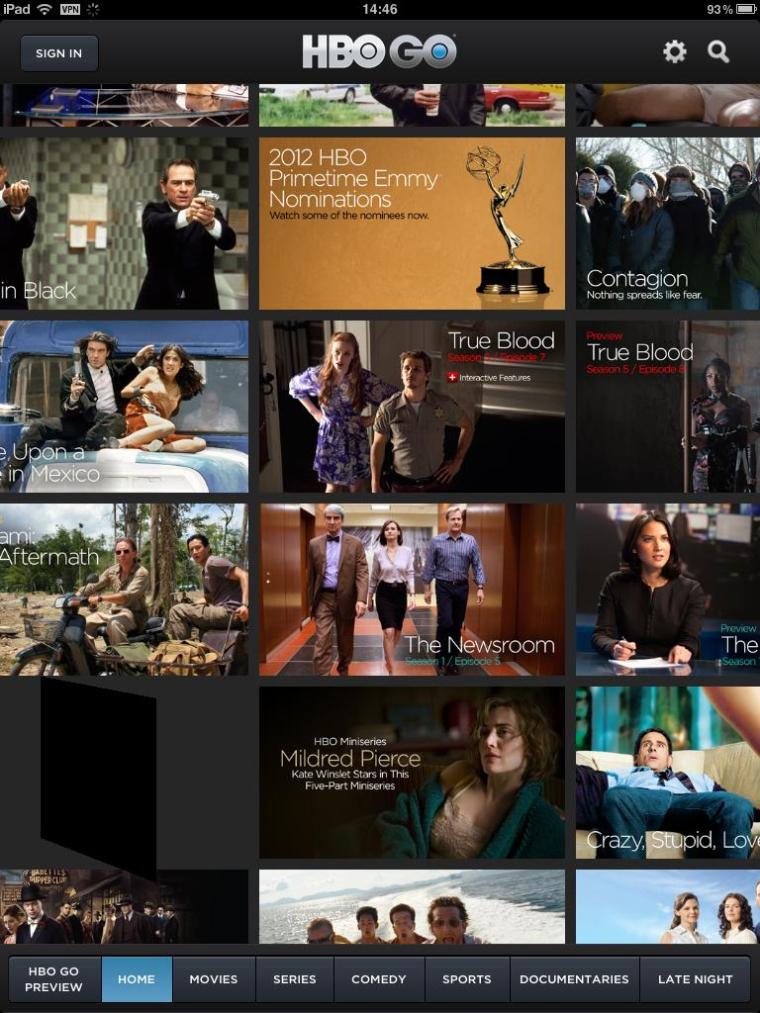 iPad VPN 14:46 93%
SIGN IN
HBO GO
2012 HBO
Primetime Emmy
Nominations
Watch some of the nominees now.
in Black
Contagion
Nothing spreads like fear.
True Blood
Season 5 / Episode 7
Interactive Features
Preview
True Blood
Season 5 / Episode 8
e Upon a
in Mexico
ami:
Aftermath
The Newsroom
Season 1 / Episode 5
Preview
The
Season
HBO Miniseries
Mildred Pierce
Kate Winslet Stars in This
Five-Part Miniseries
Crazy, Stupid, Love
HBO GO
PREVIEW
HOME
MOVIES
SERIES
COMEDY
SPORTS
DOCUMENTARIES
LATE NIGHT